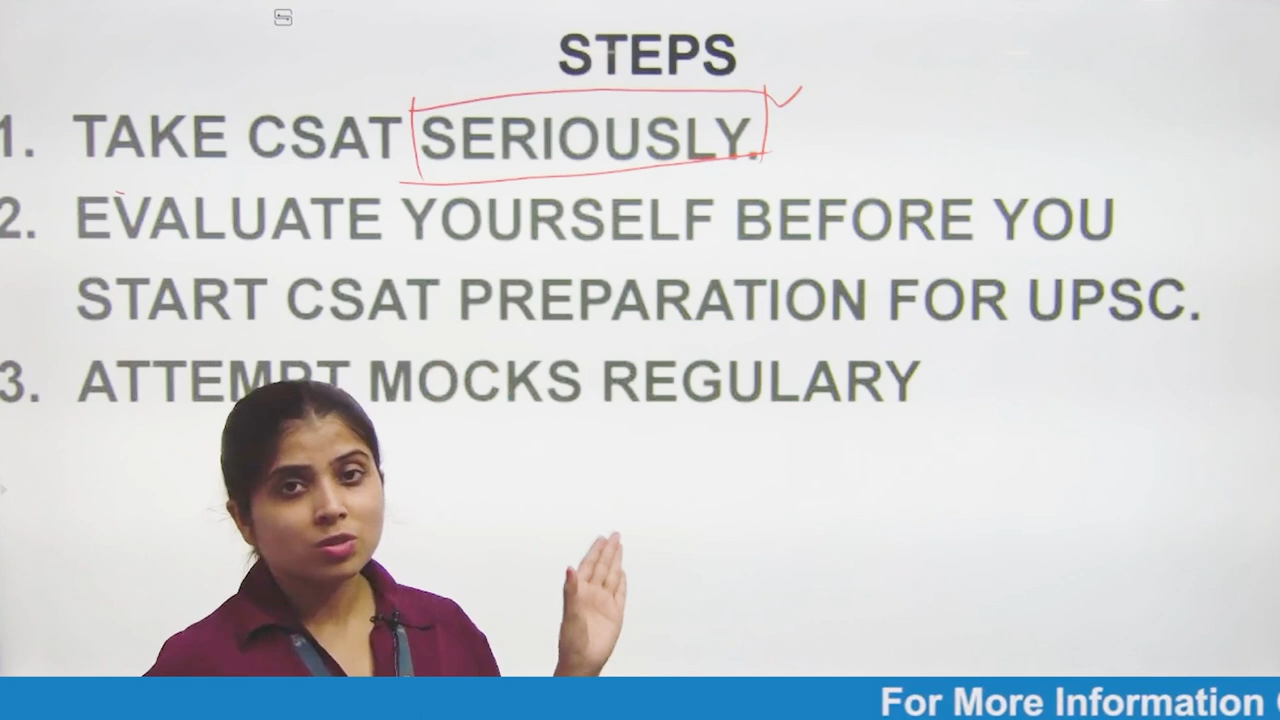 STEPS
1. TAKE CSAT SERIOUSLY.
2. EVALUATE YOURSELF BEFORE YOU
START CSAT PREPARATION FOR UPSC.
3. ATTEMPT MOCKS REGULARY
For More Information